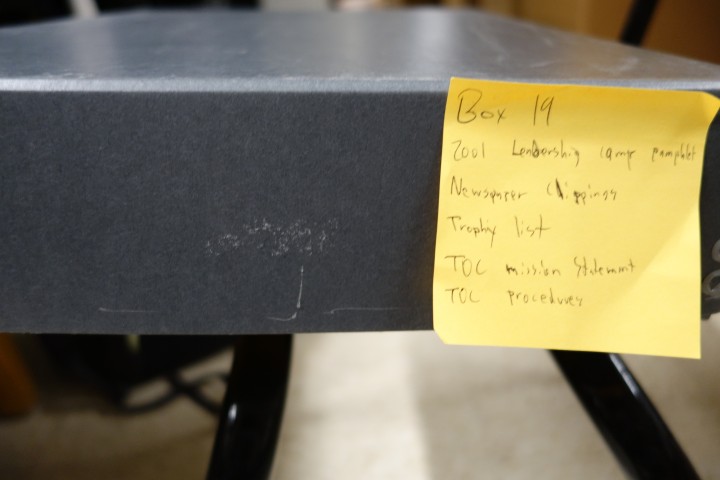 Box 19
2001 Leadership camp pamphlet
Newspaper Clippings
Trophy list
TOC mission Statement
TOC procedures